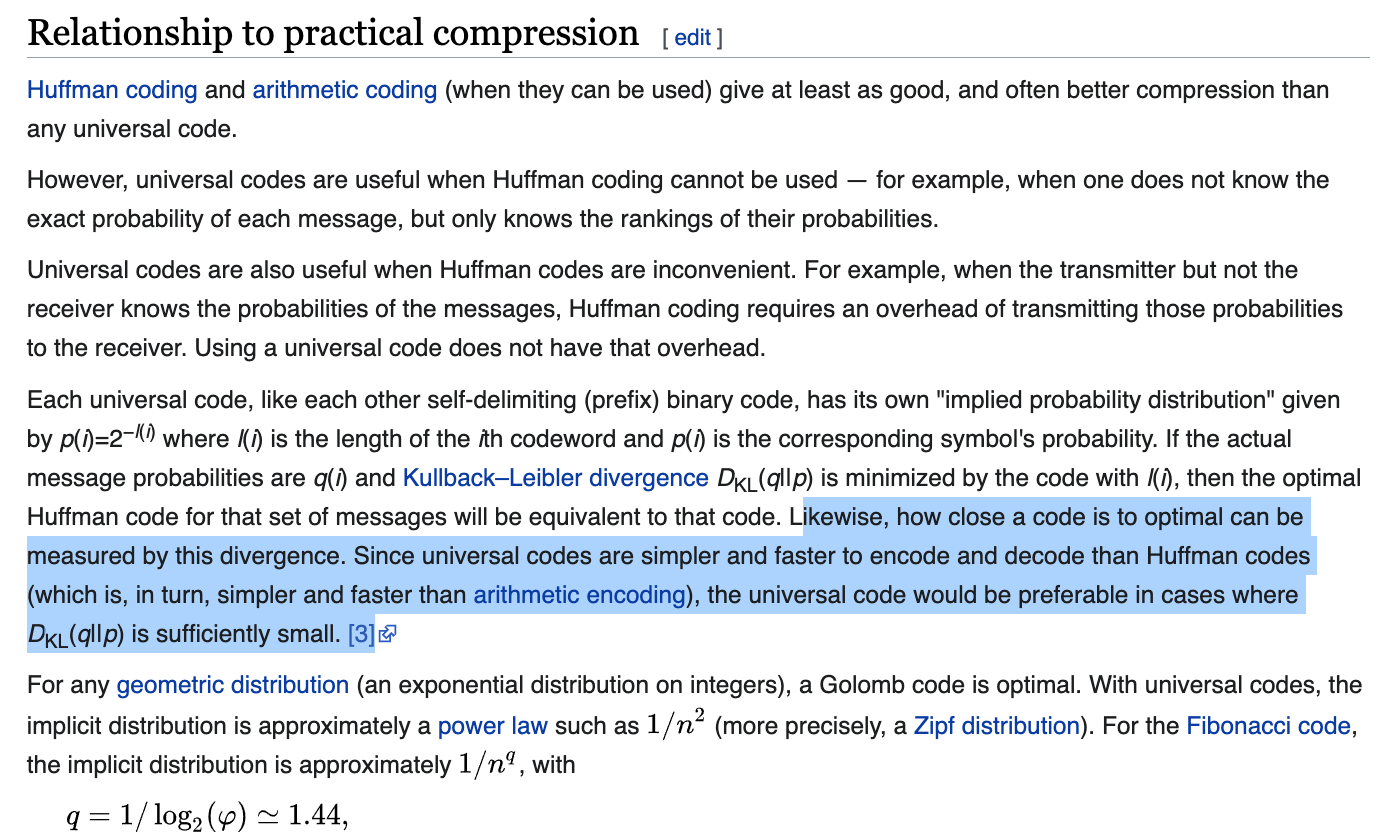 Relationship to practical compression [ edit ]
Huffman coding and arithmetic coding (when they can be used) give at least as good, and often better compression than
any universal code.
However, universal codes are useful when Huffman coding cannot be used — for example, when one does not know the
exact probability of each message, but only knows the rankings of their probabilities.
Universal codes are also useful when Huffman codes are inconvenient. For example, when the transmitter but not the
receiver knows the probabilities of the messages, Huffman coding requires an overhead of transmitting those probabilities
to the receiver. Using a universal code does not have that overhead.
Each universal code, like each other self-delimiting (prefix) binary code, has its own "implied probability distribution" given
by p(i)=2⁻ˡ⁽ⁱ⁾ where l(i) is the length of the ith codeword and p(i) is the corresponding symbol's probability. If the actual
message probabilities are q(i) and Kullback–Leibler divergence D_KL(q||p) is minimized by the code with l(i), then the optimal
Huffman code for that set of messages will be equivalent to that code. Likewise, how close a code is to optimal can be
measured by this divergence. Since universal codes are simpler and faster to encode and decode than Huffman codes
(which is, in turn, simpler and faster than arithmetic encoding), the universal code would be preferable in cases where
D_KL(q||p) is sufficiently small. [3]
For any geometric distribution (an exponential distribution on integers), a Golomb code is optimal. With universal codes, the
implicit distribution is approximately a power law such as 1/n² (more precisely, a Zipf distribution). For the Fibonacci code,
the implicit distribution is approximately 1/n^q, with
q = 1/ log₂(φ) ≃ 1.44,